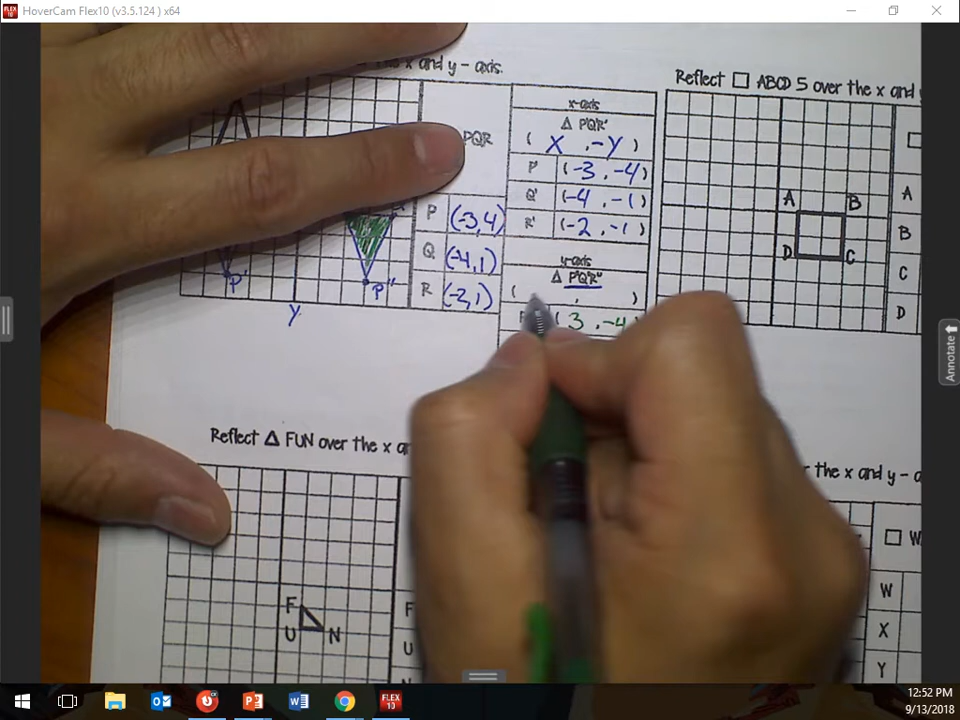 HoverCam Flex10 (v3.5.124 ) x64
the x and y – axis.
PQR
P (-3,4)
Q (-4,1)
R (-2,1)
x-axis
Δ P'Q'R'
( X , -Y )
P' (-3 , -4)
Q' (-4 , -1)
R' (-2 , -1)
y-axis
Δ P"Q"R"
( , )
( 3 , -4
P'
P"
Y
Reflect □ ABCD 5 over the x and y
A B
D C
A
B
C
D
Reflect Δ FUN over the x a
F
U N
F
U
the x and y – a
□ W
W
X
Y
Annotate
FLEX 10
12:52 PM
9/13/2018